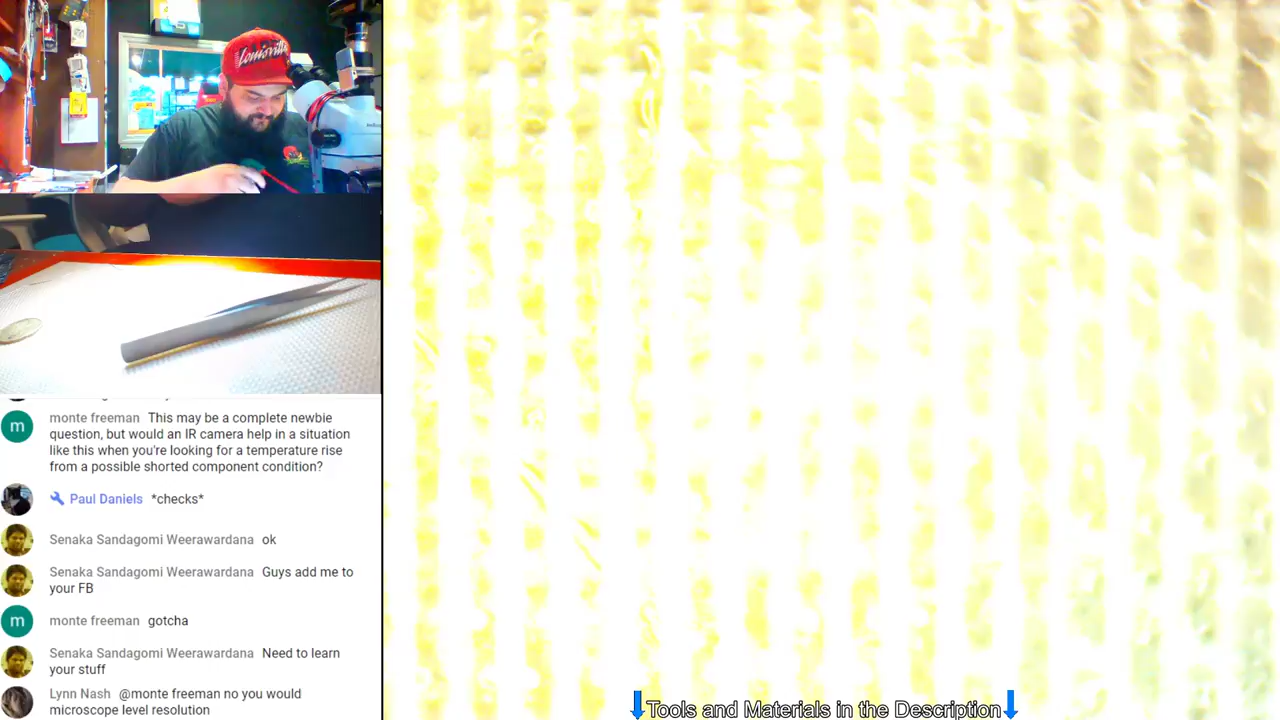 Louisville
monte freeman This may be a complete newbie
question, but would an IR camera help in a situation
like this when you're looking for a temperature rise
from a possible shorted component condition?
Paul Daniels *checks*
Senaka Sandagomi Weerawardana ok
Senaka Sandagomi Weerawardana Guys add me to
your FB
m
monte freeman gotcha
Senaka Sandagomi Weerawardana Need to learn
your stuff
Lynn Nash @monte freeman no you would
microscope level resolution
Tools and Materials in the Description